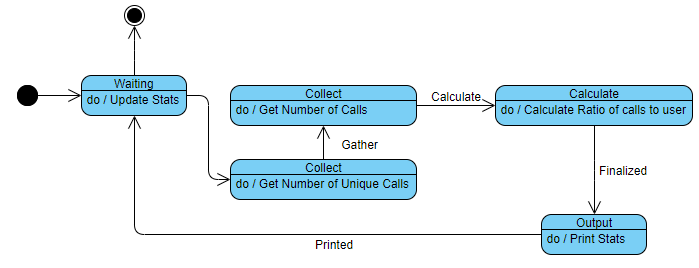 Waiting
do / Update Stats
Collect
do / Get Number of Calls
Calculate
Calculate
do / Calculate Ratio of calls to user
Gather
Collect
do / Get Number of Unique Calls
Finalized
Output
do / Print Stats
Printed